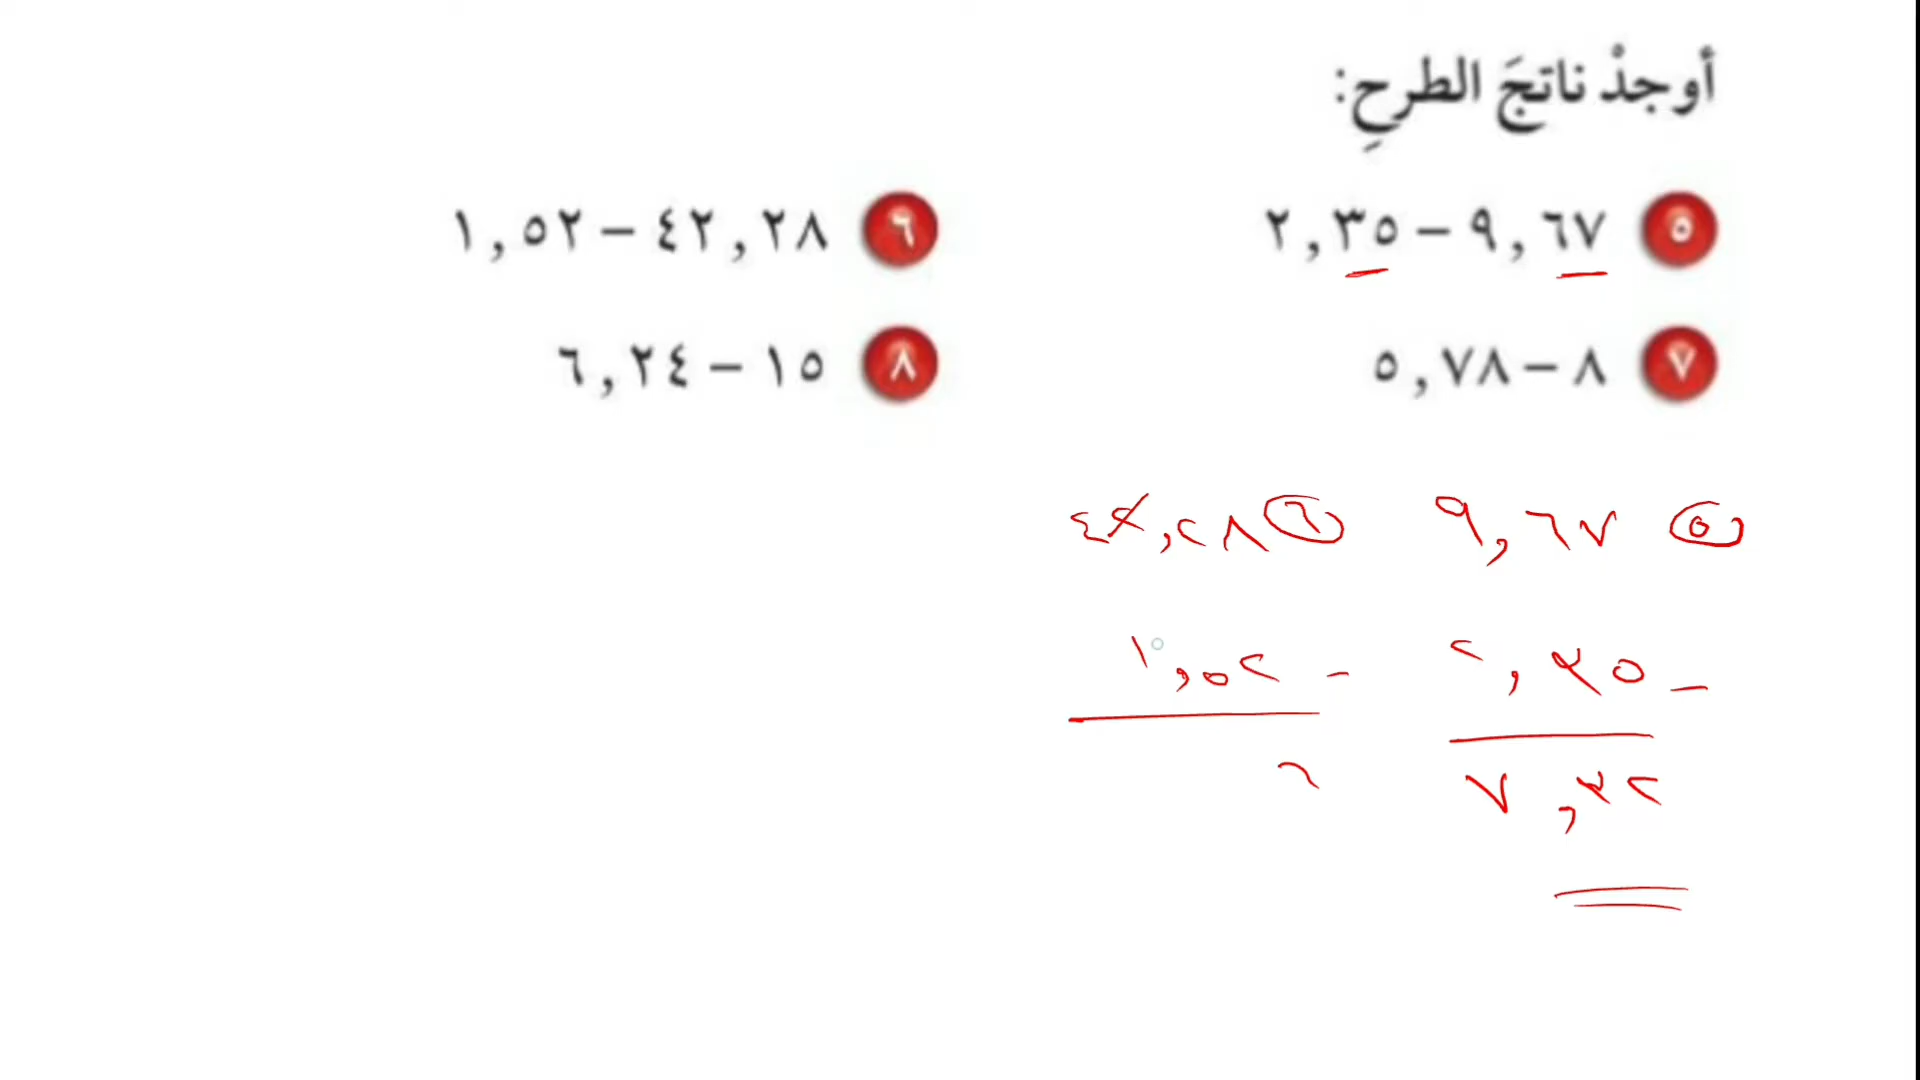 أوجدْ ناتجَ الطرحِ:
٥ ٩,٦٧ – ٢,٣٥
٦ ٤٢,٢٨ – ١,٥٢
٧ ٨ – ٥,٧٨
٨ ١٥ – ٦,٢٤
٥ ٩,٦٧
– ٢,٣٥
٧,٣٢
٦ ٤٢,٢٨
– ١,٥٢
٦